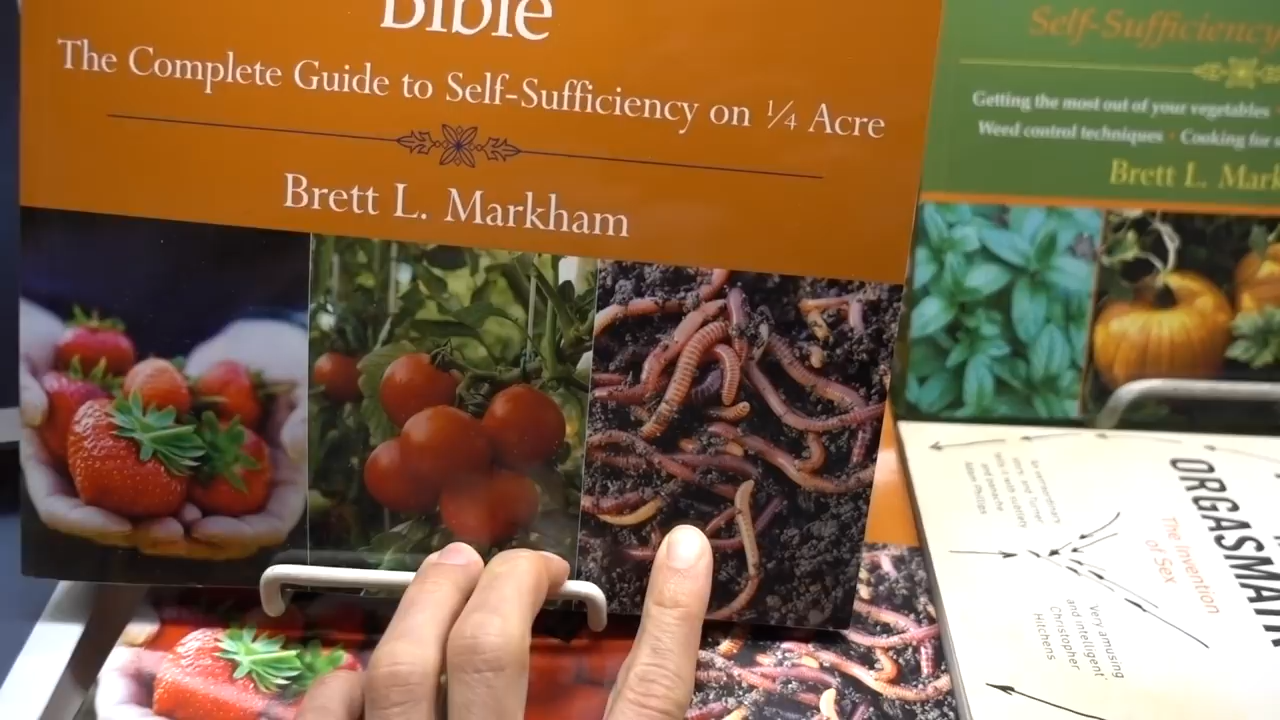 Bible
The Complete Guide to Self-Sufficiency on ¼ Acre
Brett L. Markham
Self-Sufficiency
Getting the most out of your vegetables
Weed control techniques • Cooking for
Brett L. Mark
ORGASMATR
The Invention
of Sex
Very amusing
and intelligent
Christopher
Hitchens